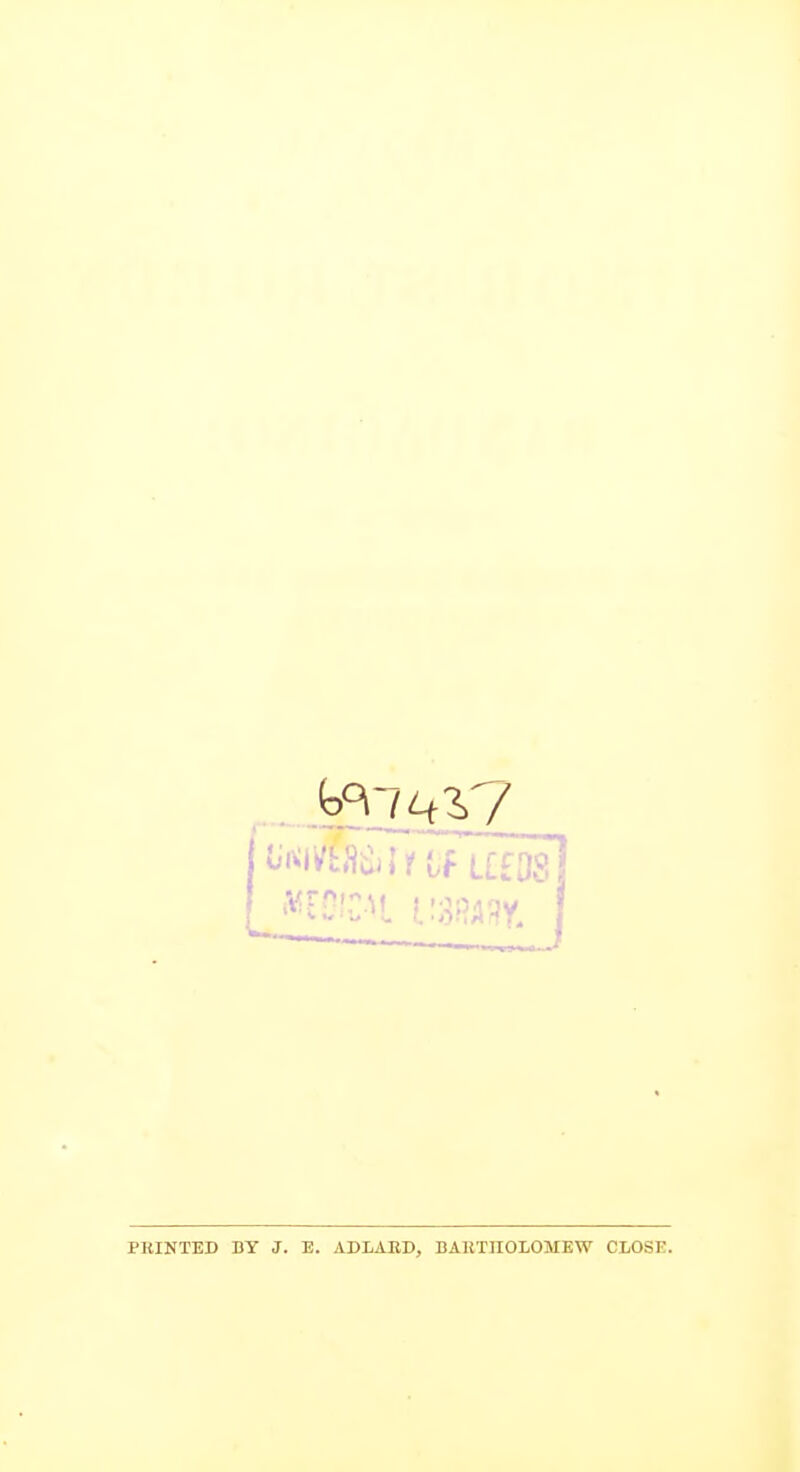 697437
UNIVERSITY OF LEEDS
MEDICAL LIBRARY.
PRINTED BY J. E. ADLARD, BARTHOLOMEW CLOSE.